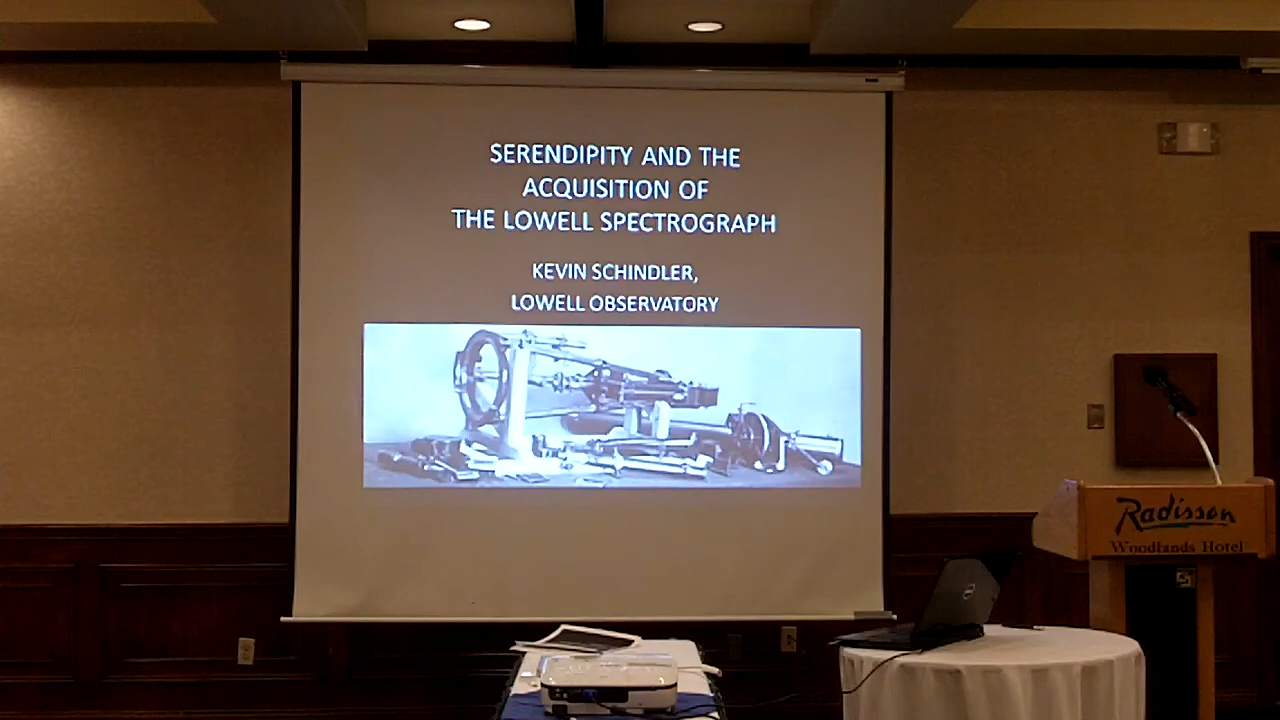 SERENDIPITY AND THE
ACQUISITION OF
THE LOWELL SPECTROGRAPH
KEVIN SCHINDLER,
LOWELL OBSERVATORY
Radisson
Woodlands Hotel